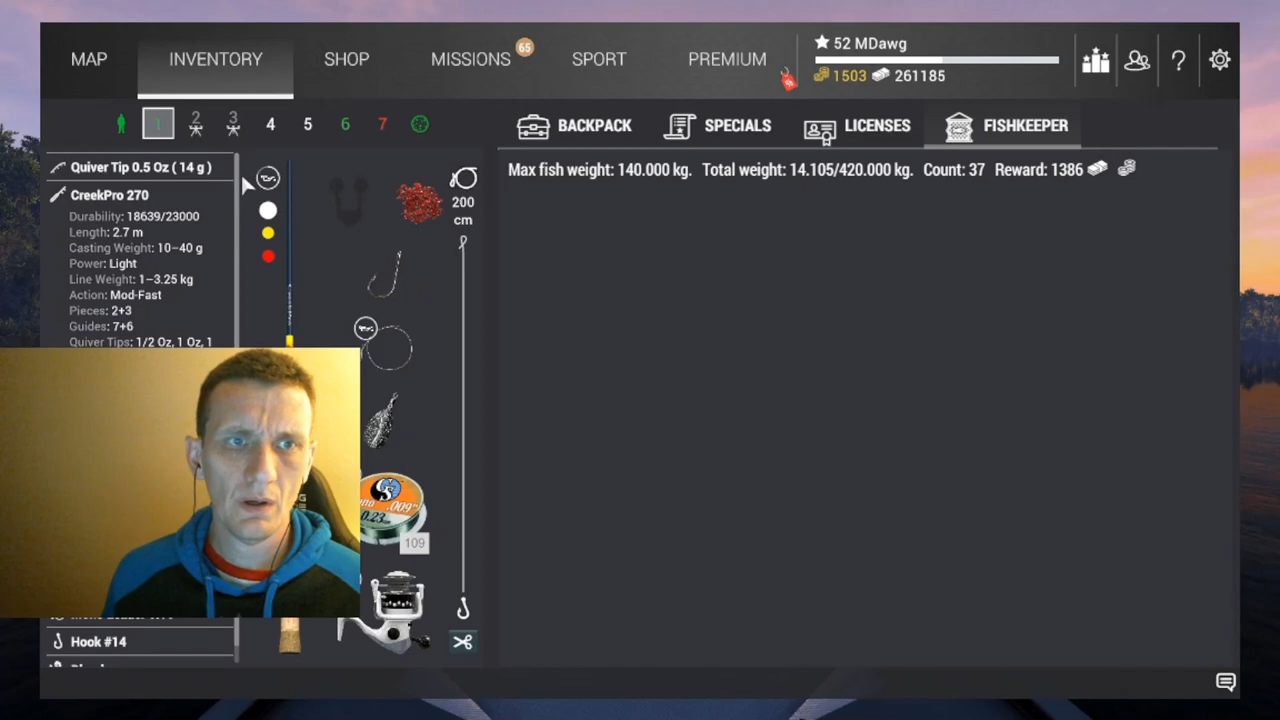 MAP INVENTORY SHOP MISSIONS 65 SPORT PREMIUM
52 MDawg
1503 261185
1 2 3 4 5 6 7
BACKPACK SPECIALS LICENSES FISHKEEPER
Max fish weight: 140.000 kg. Total weight: 14.105/420.000 kg. Count: 37 Reward: 1386
Quiver Tip 0.5 Oz ( 14 g )
CreekPro 270
Durability: 18639/23000
Length: 2.7 m
Casting Weight: 10–40 g
Power: Light
Line Weight: 1–3.25 kg
Action: Mod-Fast
Pieces: 2+3
Guides: 7+6
Quiver Tips: 1/2 Oz, 1 Oz, 1
200
cm
.009"
0.23
109
Hook #14